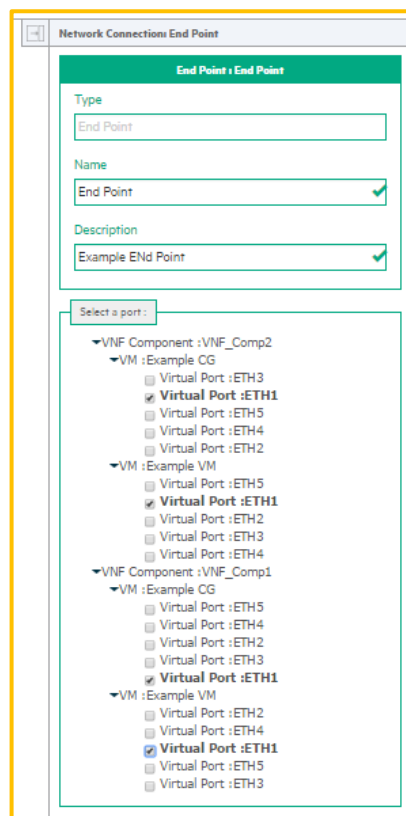 Network Connection: End Point
End Point : End Point
Type
End Point
Name
End Point
Description
Example ENd Point
Select a port :
VNF Component :VNF_Comp2
VM :Example CG
Virtual Port :ETH3
Virtual Port :ETH1
Virtual Port :ETH5
Virtual Port :ETH4
Virtual Port :ETH2
VM :Example VM
Virtual Port :ETH5
Virtual Port :ETH1
Virtual Port :ETH2
Virtual Port :ETH3
Virtual Port :ETH4
VNF Component :VNF_Comp1
VM :Example CG
Virtual Port :ETH5
Virtual Port :ETH4
Virtual Port :ETH2
Virtual Port :ETH3
Virtual Port :ETH1
VM :Example VM
Virtual Port :ETH2
Virtual Port :ETH4
Virtual Port :ETH1
Virtual Port :ETH5
Virtual Port :ETH3